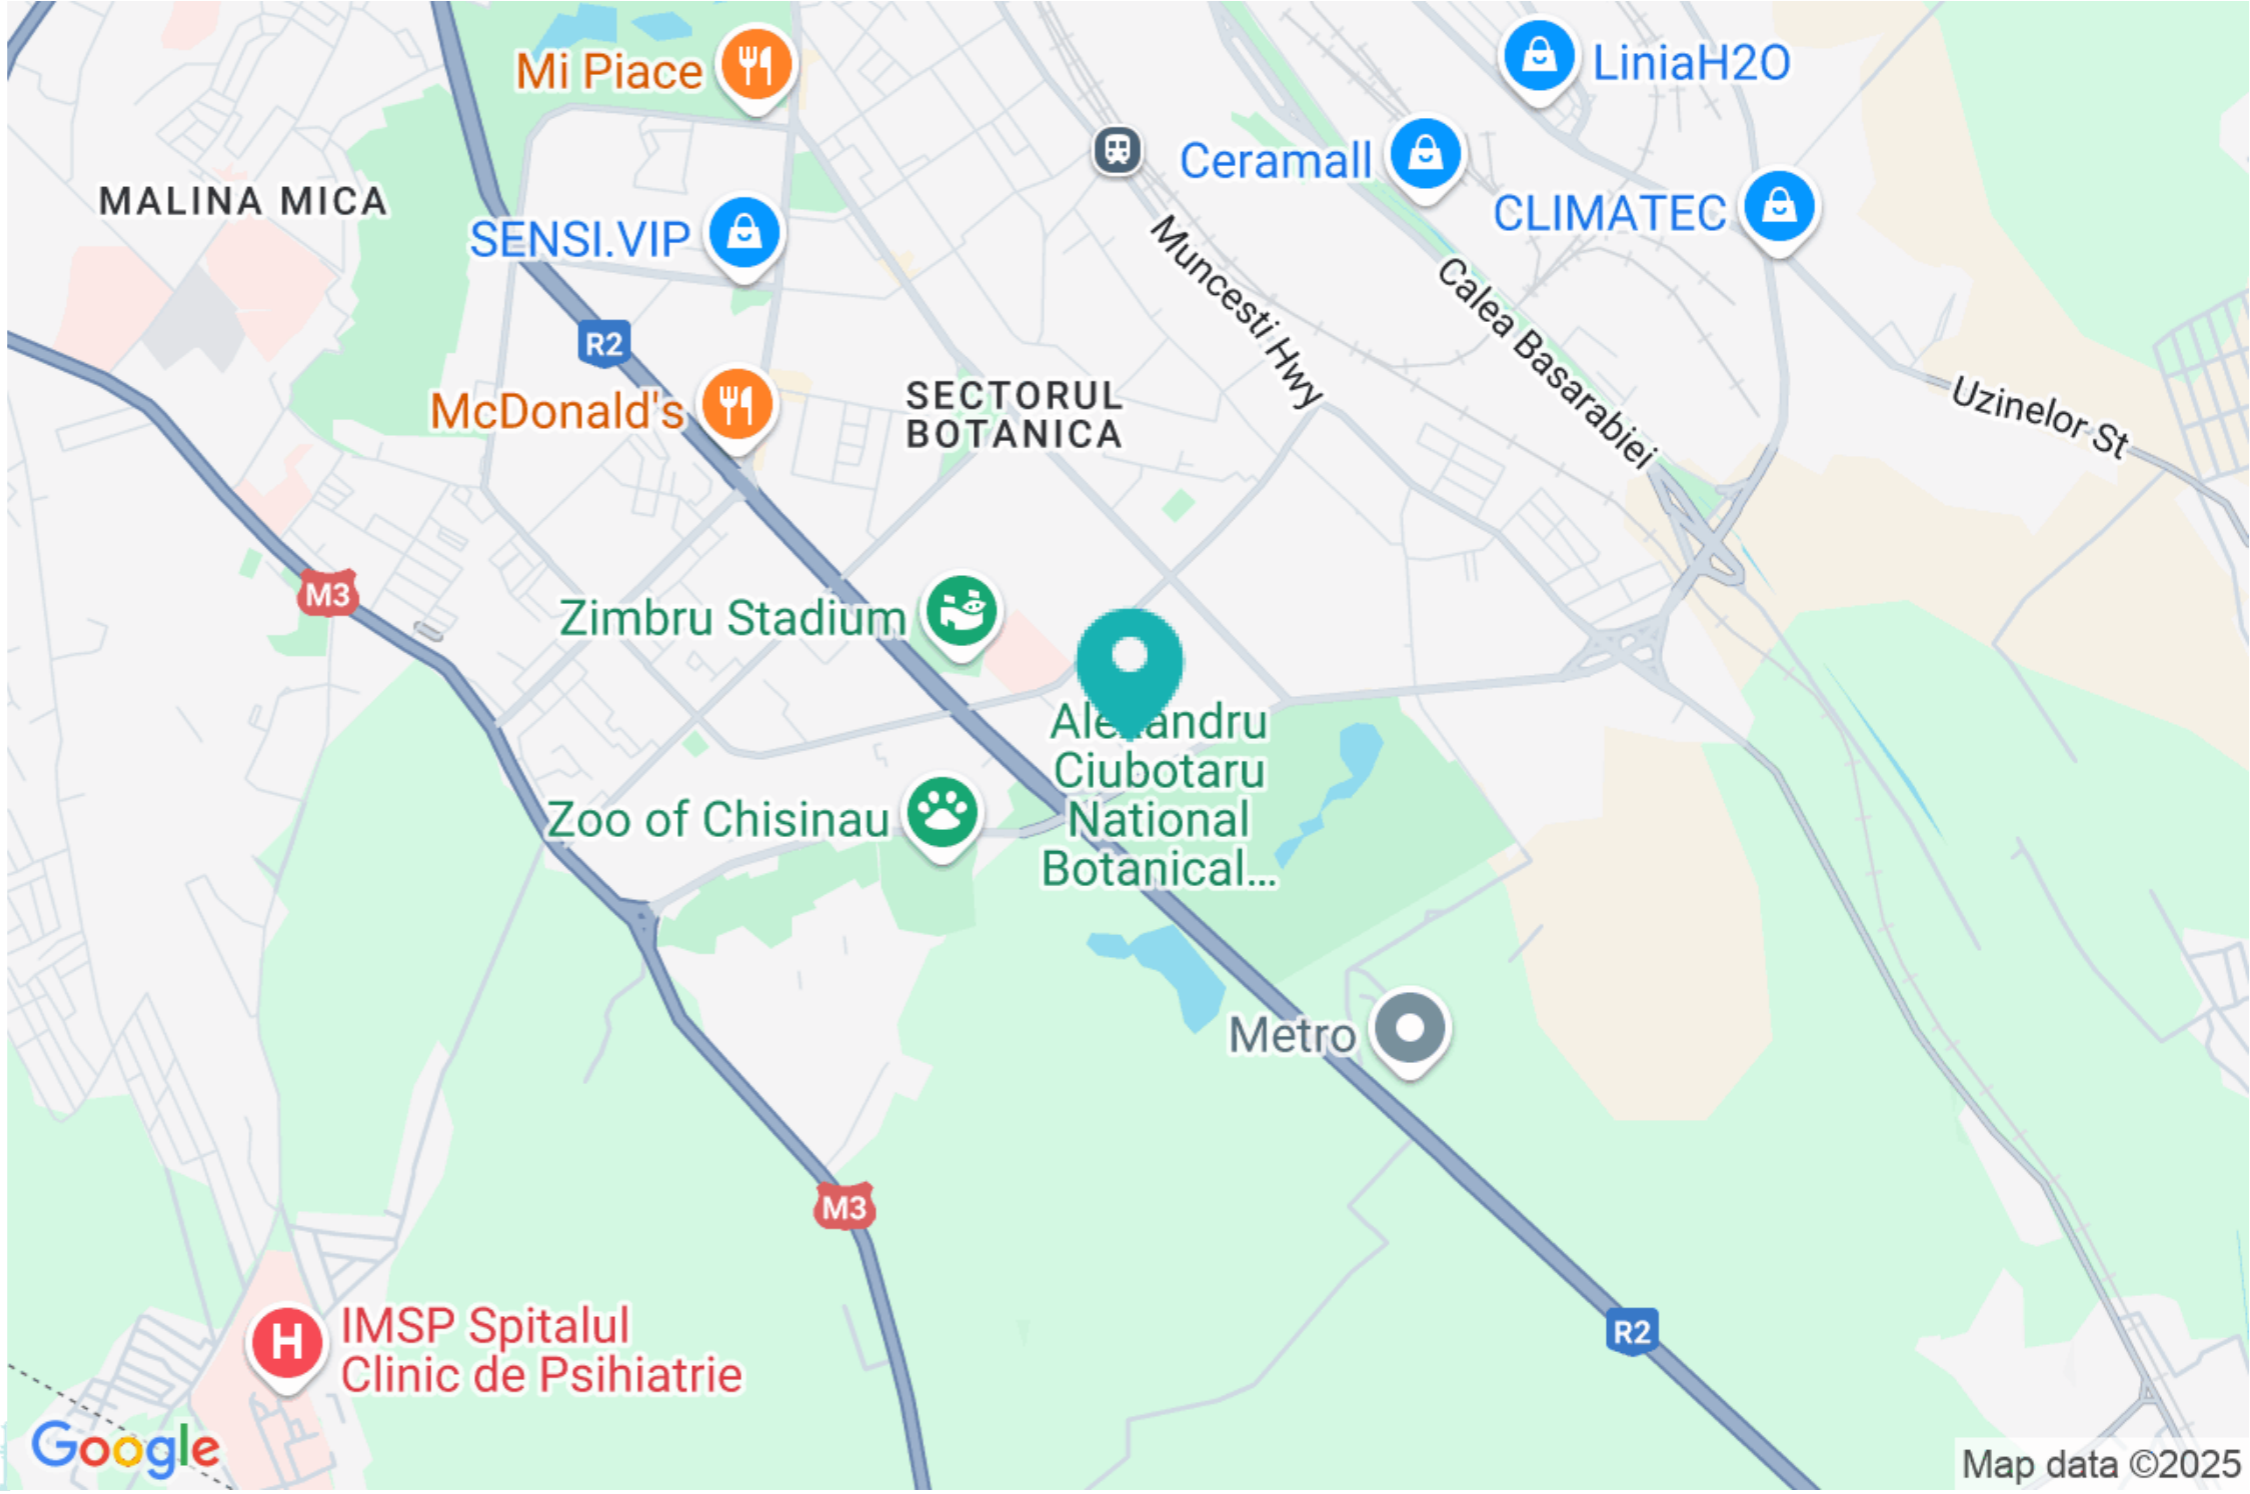 Mi Piace
LiniaH2O
Ceramall
MALINA MICA
CLIMATEC
SENSI.VIP
Muncesti Hwy
Calea Basarabiei
R2
McDonald's
SECTORUL
BOTANICA
Uzinelor St
M3
Zimbru Stadium
Alexandru
Ciubotaru
National
Botanical...
Zoo of Chisinau
Metro
M3
R2
H
IMSP Spitalul
Clinic de Psihiatrie
Google
Map data ©2025